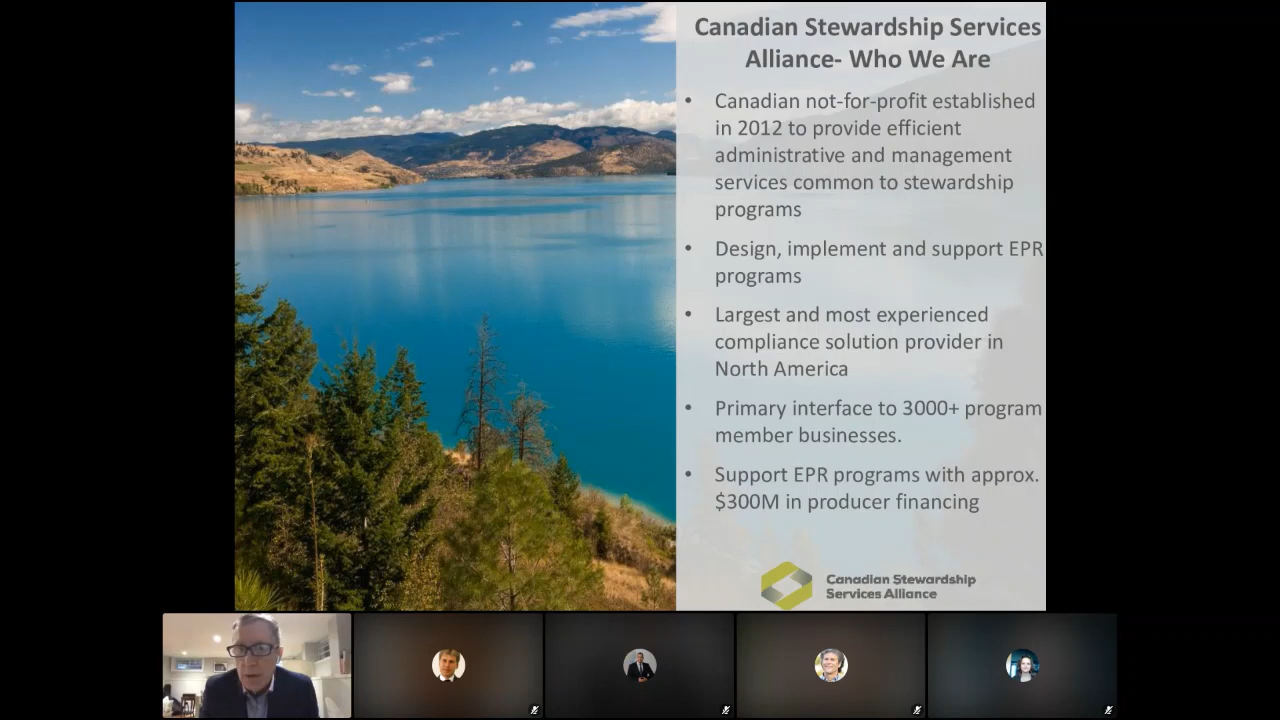 Canadian Stewardship Services
Alliance- Who We Are
• Canadian not-for-profit established
in 2012 to provide efficient
administrative and management
services common to stewardship
programs
• Design, implement and support EPR
programs
• Largest and most experienced
compliance solution provider in
North America
• Primary interface to 3000+ program
member businesses.
• Support EPR programs with approx.
$300M in producer financing
Canadian Stewardship
Services Alliance